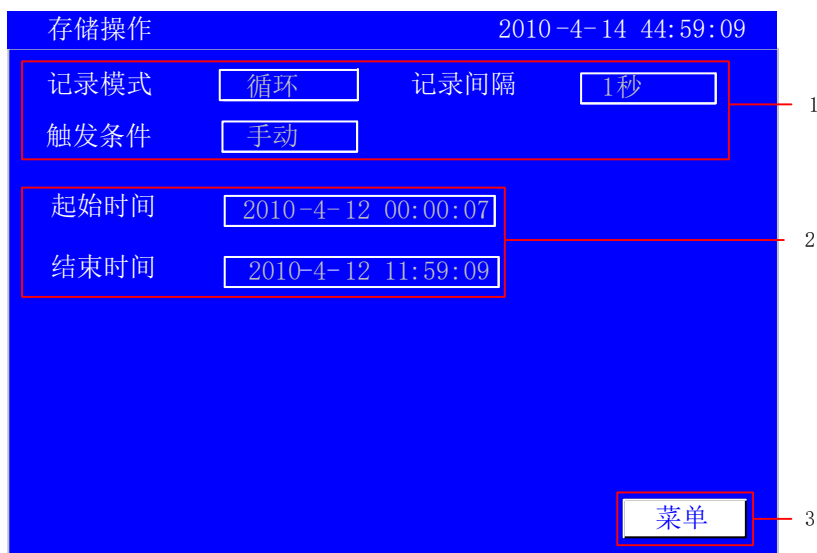 存储操作 2010-4-14 44:59:09
记录模式 循环 记录间隔 1秒
1
触发条件 手动
起始时间 2010-4-12 00:00:07
2
结束时间 2010-4-12 11:59:09
菜单 3